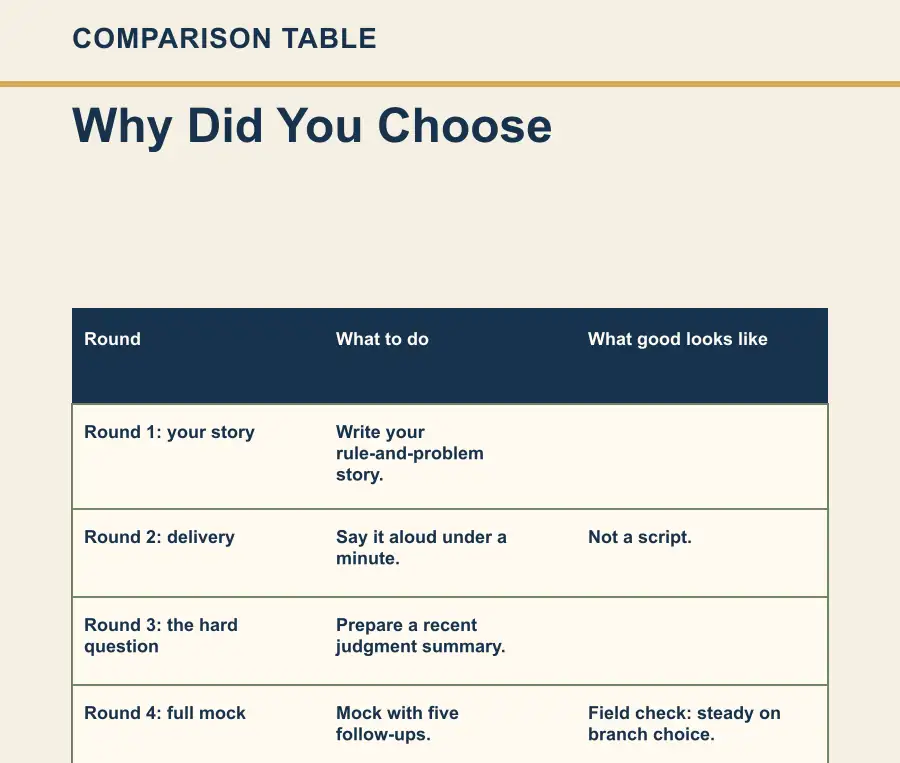 COMPARISON TABLE
Why Did You Choose
Round What to do What good looks like
Round 1: your story
Write your
rule-and-problem
story.
Round 2: delivery
Say it aloud under a
minute.
Not a script.
Round 3: the hard
question
Prepare a recent
judgment summary.
Round 4: full mock
Mock with five
follow-ups.
Field check: steady on
branch choice.